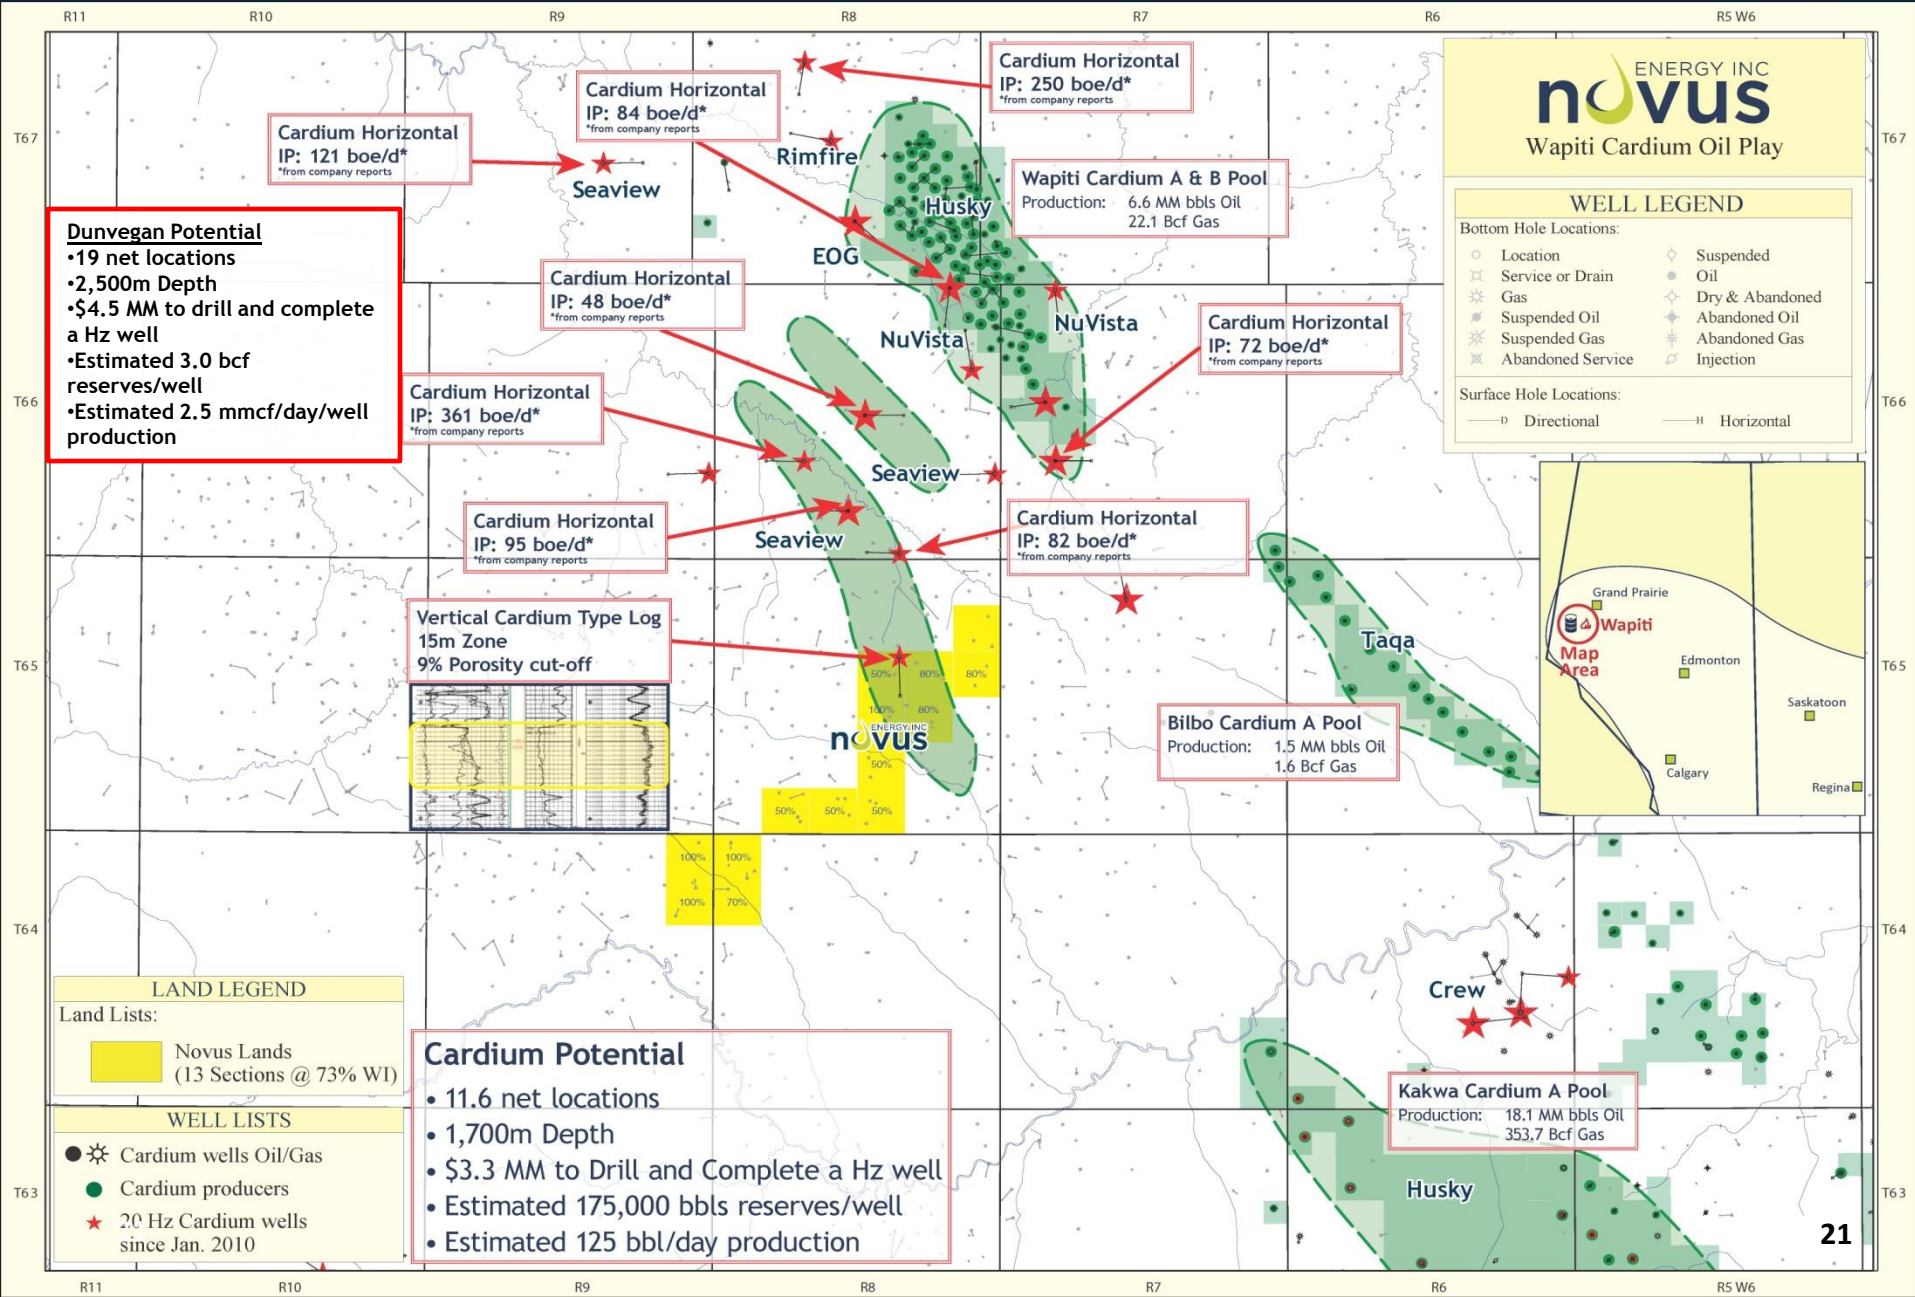 R11 R10 R9 R8 R7 R6 R5 W6
T67
T66
T65
T64
T63
T67
T66
T65
T64
T63
ENERGY INC
novus
Wapiti Cardium Oil Play
WELL LEGEND
Bottom Hole Locations:
Location
Service or Drain
Gas
Suspended Oil
Suspended Gas
Abandoned Service
Suspended
Oil
Dry & Abandoned
Abandoned Oil
Abandoned Gas
Injection
Surface Hole Locations:
D Directional
H Horizontal
Cardium Horizontal
IP: 250 boe/d*
*from company reports
Cardium Horizontal
IP: 84 boe/d*
*from company reports
Cardium Horizontal
IP: 121 boe/d*
*from company reports
Rimfire
Seaview
Husky
EOG
Wapiti Cardium A & B Pool
Production: 6.6 MM bbls Oil
22.1 Bcf Gas
Dunvegan Potential
•19 net locations
•2,500m Depth
•$4.5 MM to drill and complete
a Hz well
•Estimated 3.0 bcf
reserves/well
•Estimated 2.5 mmcf/day/well
production
Cardium Horizontal
IP: 48 boe/d*
*from company reports
NuVista
NuVista
Cardium Horizontal
IP: 72 boe/d*
*from company reports
Cardium Horizontal
IP: 361 boe/d*
*from company reports
Seaview
Cardium Horizontal
IP: 95 boe/d*
*from company reports
Seaview
Cardium Horizontal
IP: 82 boe/d*
*from company reports
Vertical Cardium Type Log
15m Zone
9% Porosity cut-off
Taqa
Bilbo Cardium A Pool
Production: 1.5 MM bbls Oil
1.6 Bcf Gas
Grand Prairie
Wapiti
Map
Area
Edmonton
Saskatoon
Calgary
Regina
50% 80% 80%
100% 80%
ENERGY INC
novus
50%
50% 50% 50%
100% 100%
100% 70%
Crew
Kakwa Cardium A Pool
Production: 18.1 MM bbls Oil
353.7 Bcf Gas
Husky
LAND LEGEND
Land Lists:
Novus Lands
(13 Sections @ 73% WI)
WELL LISTS
Cardium wells Oil/Gas
Cardium producers
20 Hz Cardium wells
since Jan. 2010
Cardium Potential
• 11.6 net locations
• 1,700m Depth
• $3.3 MM to Drill and Complete a Hz well
• Estimated 175,000 bbls reserves/well
• Estimated 125 bbl/day production
21
R11 R10 R9 R8 R7 R6 R5 W6